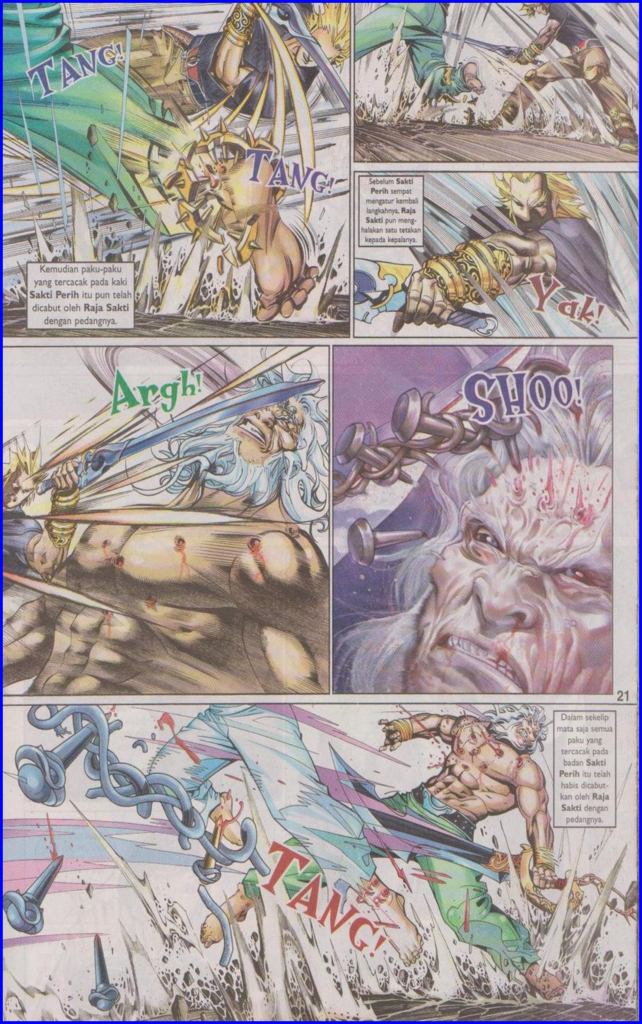 TANG!
TANG!
Kemudian paku-paku
yang tercacak pada kaki
Sakti Perih itu pun telah
dicabut oleh Raja Sakti
dengan pedangnya.
Sebelum Sakti
Perih sempat
mengatur kembali
langkahnya, Raja
Sakti pun meng-
halakan satu tetakan
kepada kepalanya.
Yak!
Argh!
SHOO!
21
Dalam sekelip
mata saja semua
paku yang
tercacak pada
badan Sakti
Perih itu telah
habis dicabut-
kan oleh Raja
Sakti dengan
pedangnya.
TANG!